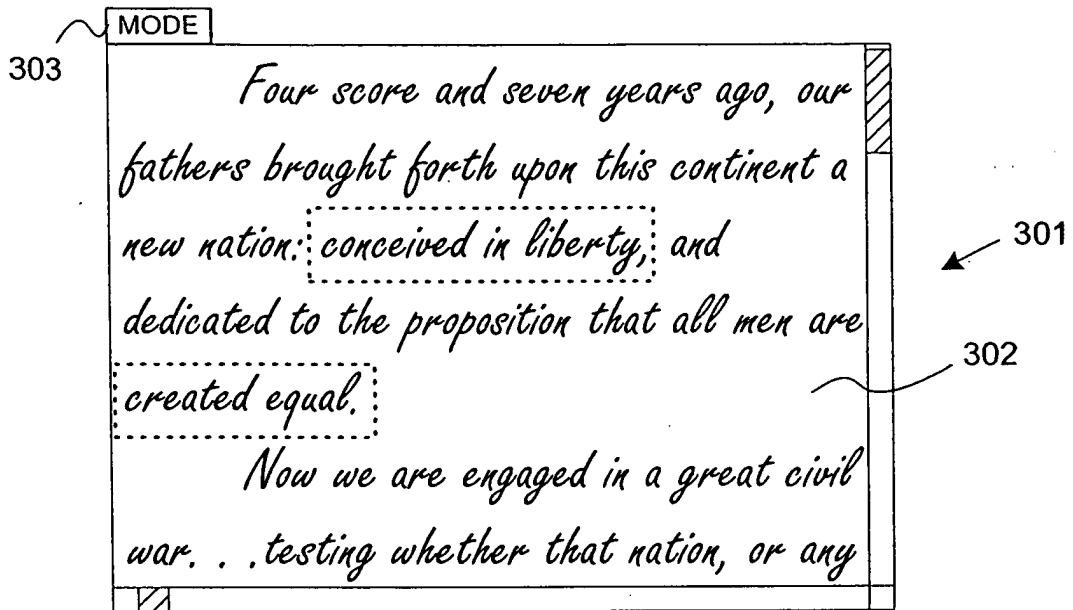 MODE
303
Four score and seven years ago, our
fathers brought forth upon this continent a
new nation: conceived in liberty, and
301
dedicated to the proposition that all men are
302
created equal.
Now we are engaged in a great civil
war. . .testing whether that nation, or any